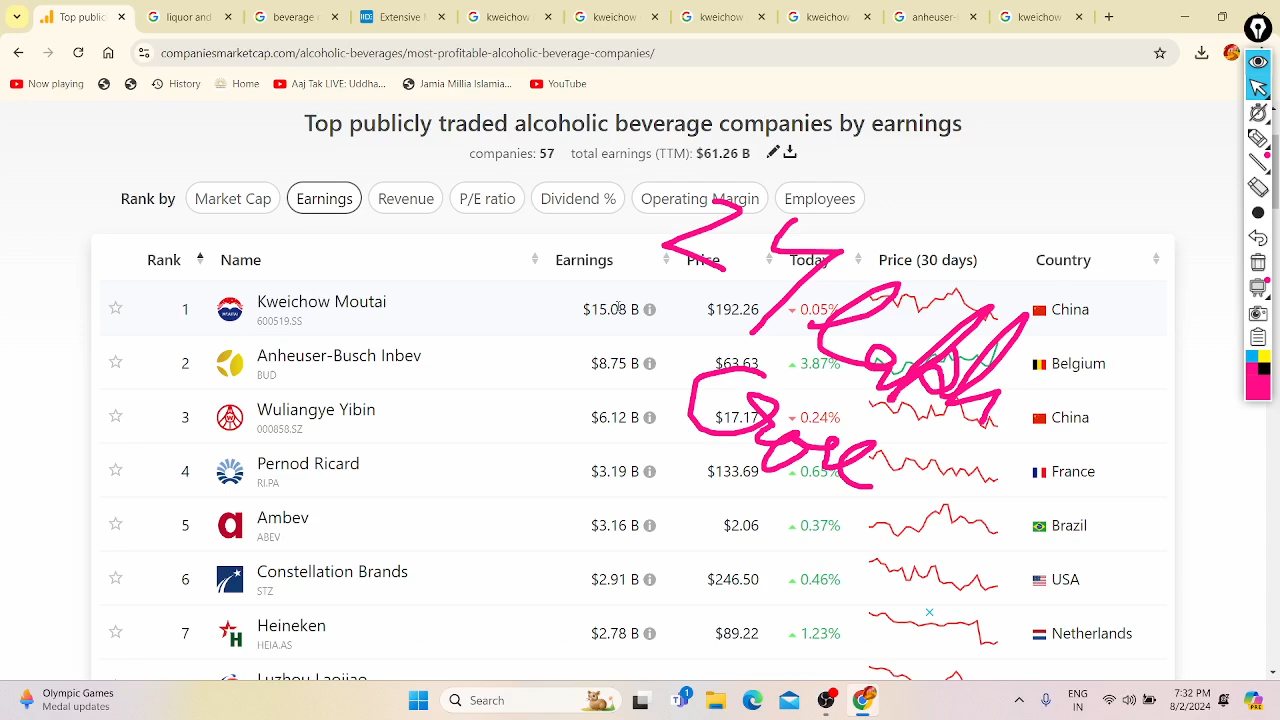 Top public
liquor and
beverage
Extensive
kweichow
kweichow
kweichow
kweichow
anheuser-
kweichow
companiesmarketcap.com/alcoholic-beverages/most-profitable-alcoholic-beverage-companies/
Now playing History Home Aaj Tak LIVE: Uddha... Jamia Millia Islamia... YouTube
Top publicly traded alcoholic beverage companies by earnings
companies: 57 total earnings (TTM): $61.26 B
Rank by Market Cap Earnings Revenue P/E ratio Dividend % Operating Margin Employees
Rank Name Earnings Price Today Price (30 days) Country
1 Kweichow Moutai $15.08 B $192.26 0.05% China
600519.SS
2 Anheuser-Busch Inbev $8.75 B $63.63 3.87% Belgium
BUD
3 Wuliangye Yibin $6.12 B $17.17 0.24% China
000858.SZ
4 Pernod Ricard $3.19 B $133.69 0.65% France
RI.PA
5 Ambev $3.16 B $2.06 0.37% Brazil
ABEV
6 Constellation Brands $2.91 B $246.50 0.46% USA
STZ
7 Heineken $2.78 B $89.22 1.23% Netherlands
HEIA.AS
Crore
Olympic Games
Medal updates
Search
ENG
IN
7:32 PM
8/2/2024